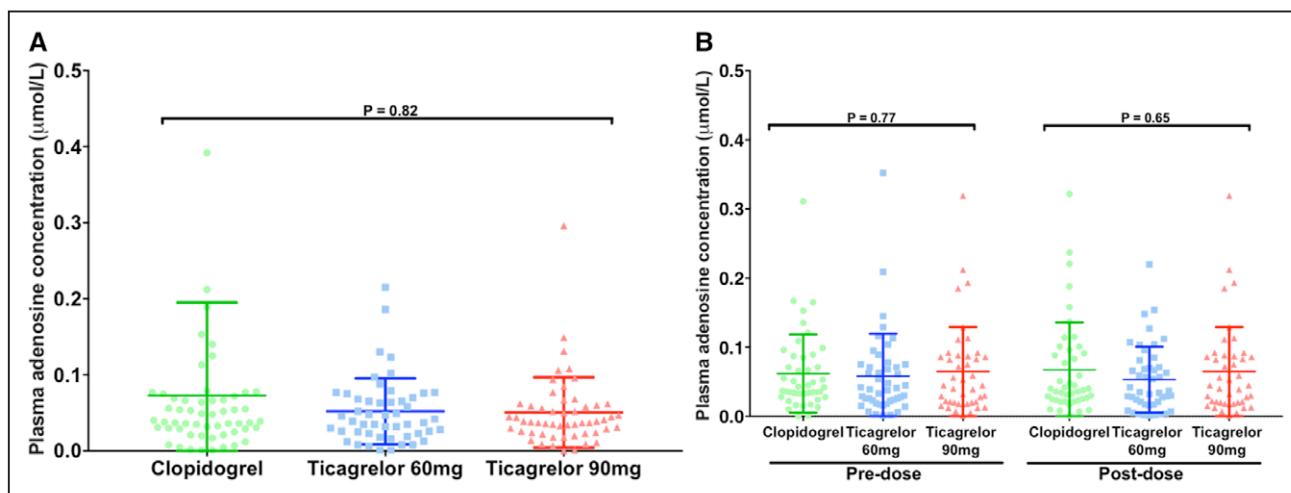 A
Plasma adenosine concentration (μmol/L)
0.5
0.4
0.3
0.2
0.1
0.0
P = 0.82
Clopidogrel Ticagrelor 60mg Ticagrelor 90mg
B
Plasma adenosine concentration (μmol/L)
0.5
0.4
0.3
0.2
0.1
0.0
P = 0.77 P = 0.65
Clopidogrel Ticagrelor Ticagrelor Clopidogrel Ticagrelor Ticagrelor
60mg 90mg 60mg 90mg
Pre-dose Post-dose